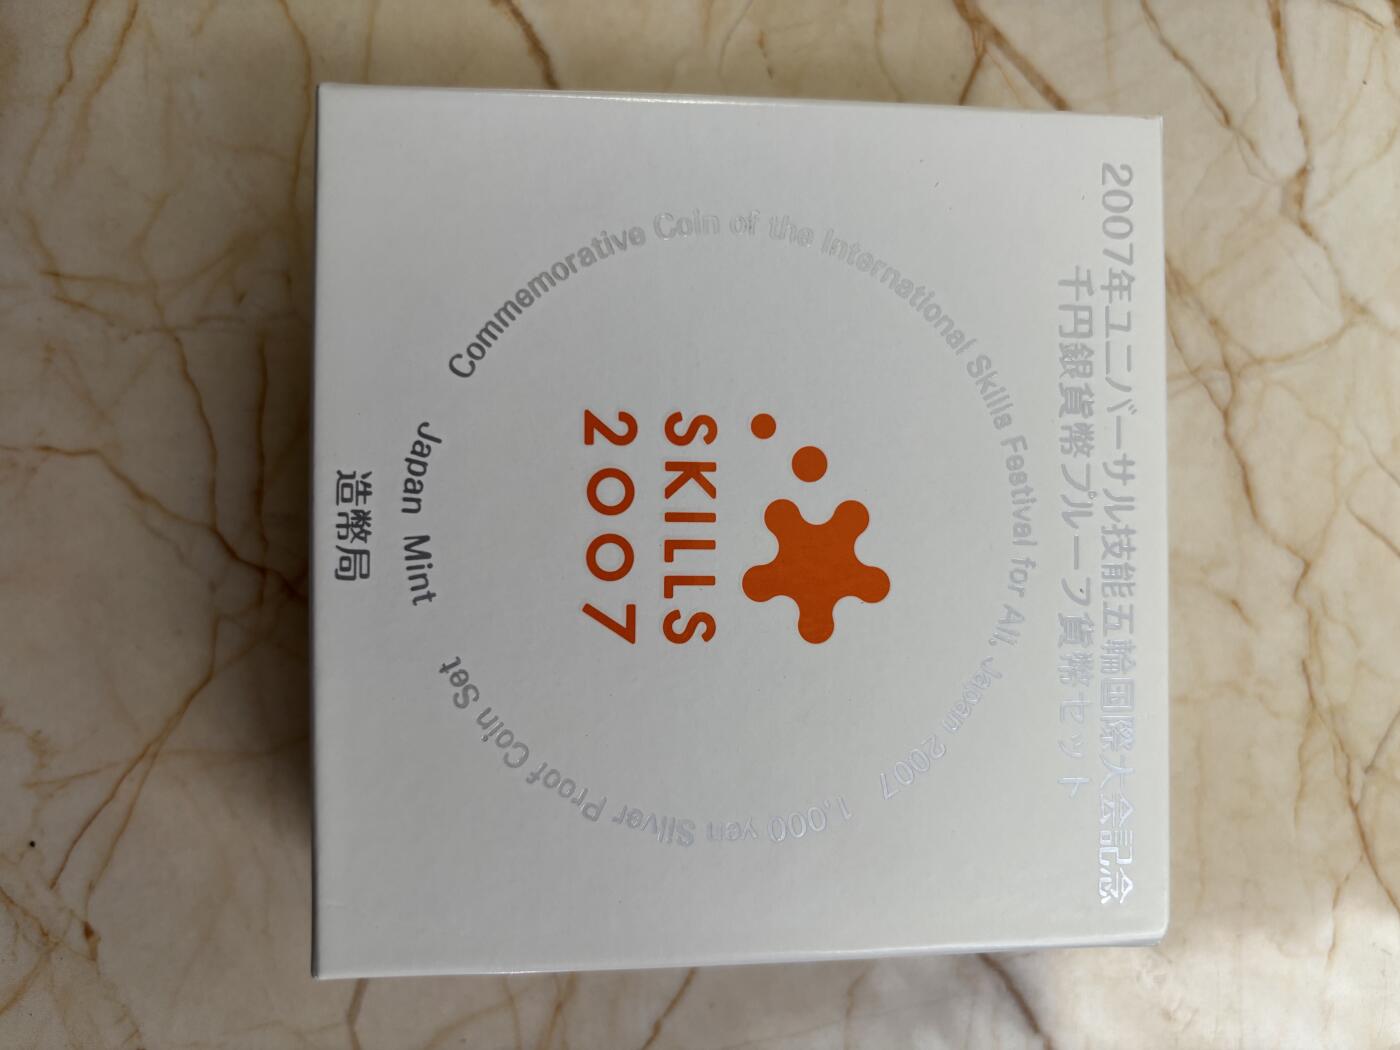 2007年ユニバーサル技能五輪国際大会記念
千円銀貨幣プルーフ貨幣セット
Commemorative Coin of the International Skills Festival for All, Japan 2007 1,000 yen Silver Proof Coin Set
SKILLS
2007
Japan Mint
造幣局